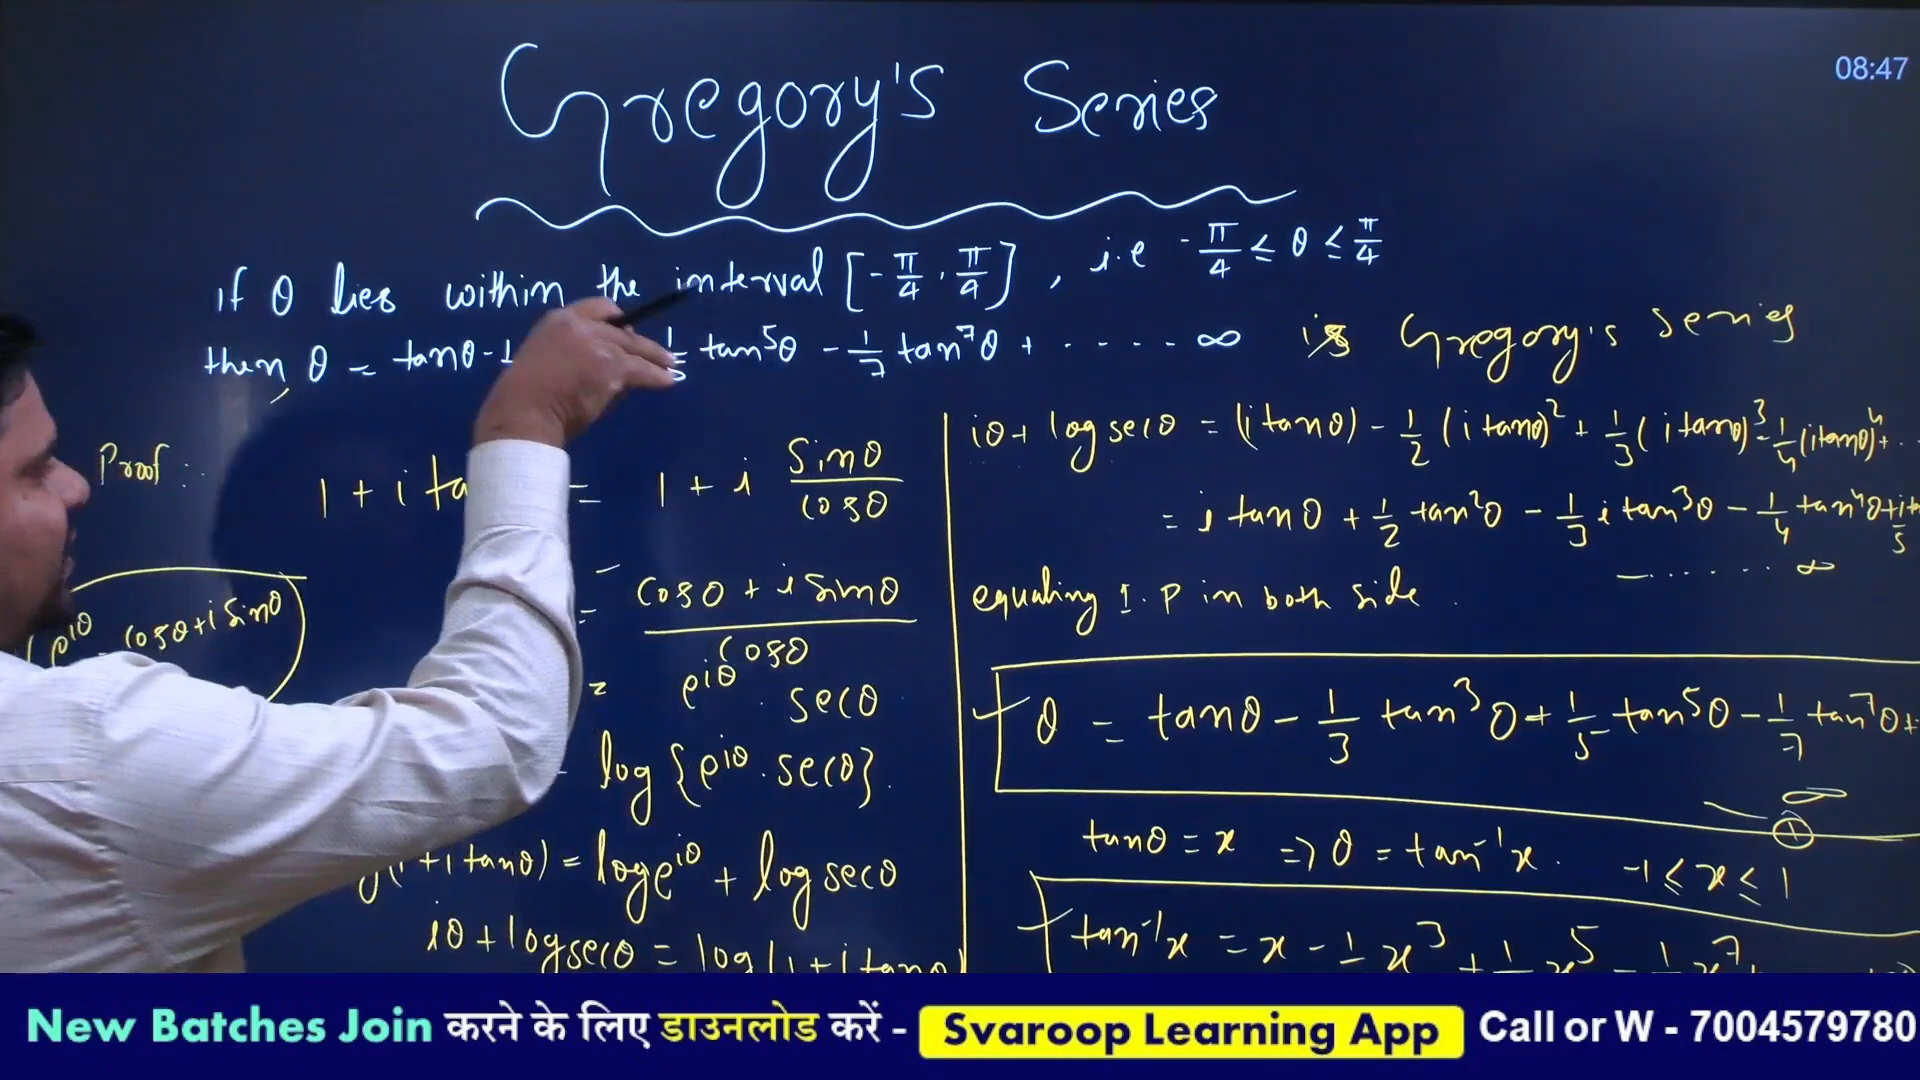 08:47
Gregory's Series
if θ lies within the interval [-π/4, π/4], i.e -π/4 ≤ θ ≤ π/4
then, θ = tanθ - 1 tan⁵θ - 1/7 tan⁷θ + ..... ∞ is Gregory's series
Proof :-
1 + i ta = 1 + i Sinθ/cosθ
= cosθ + i Sinθ / cosθ
e^iθ = cosθ + i Sinθ
= e^iθ . secθ
log {e^iθ . secθ}.
(1 + i tanθ) = log e^iθ + log secθ
iθ + log secθ = log (1 + i tanθ)
iθ + log secθ = (i tanθ) - 1/2 (i tanθ)² + 1/3 (i tanθ)³ - 1/4 (i tanθ)⁴ + ..
= i tanθ + 1/2 tan²θ - 1/3 i tan³θ - 1/4 tan⁴θ +
..... ∞
equating I.P in both side.
θ = tanθ - 1/3 tan³θ + 1/5 tan⁵θ - 1/7 tan⁷θ +
∞
①
tanθ = x => θ = tan⁻¹x. -1 ≤ x ≤ 1
tan⁻¹x = x - 1 x³ + 1 x⁵ - 1 x⁷
New Batches Join करने के लिए डाउनलोड करें - Svaroop Learning App Call or W - 7004579780